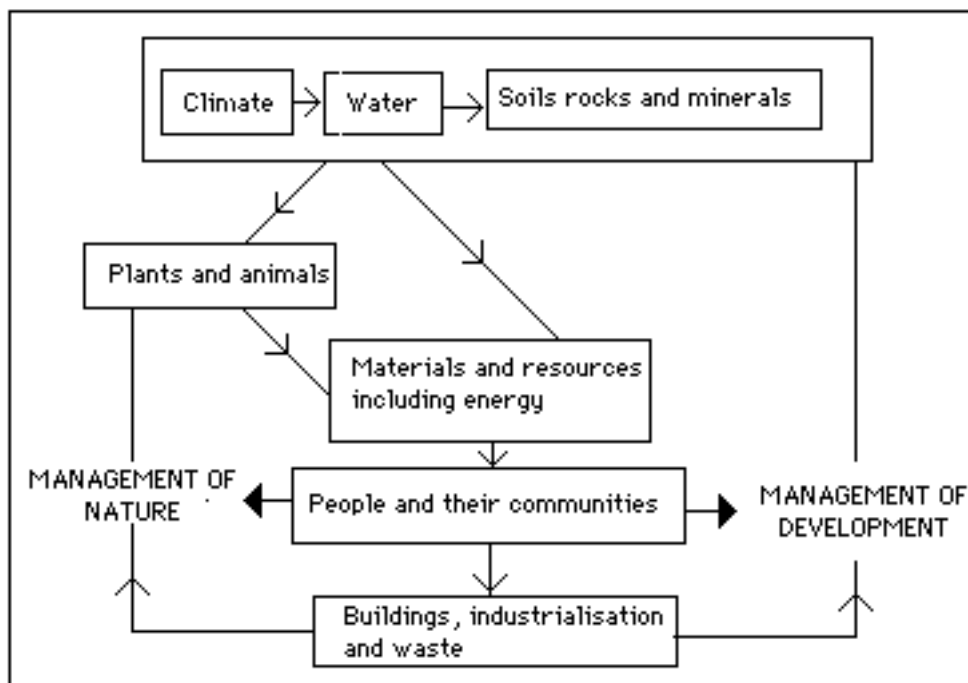 Climate
Water
Soils rocks and minerals
Plants and animals
Materials and resources
including energy
MANAGEMENT OF
NATURE
People and their communities
MANAGEMENT OF
DEVELOPMENT
Buildings, industrialisation
and waste